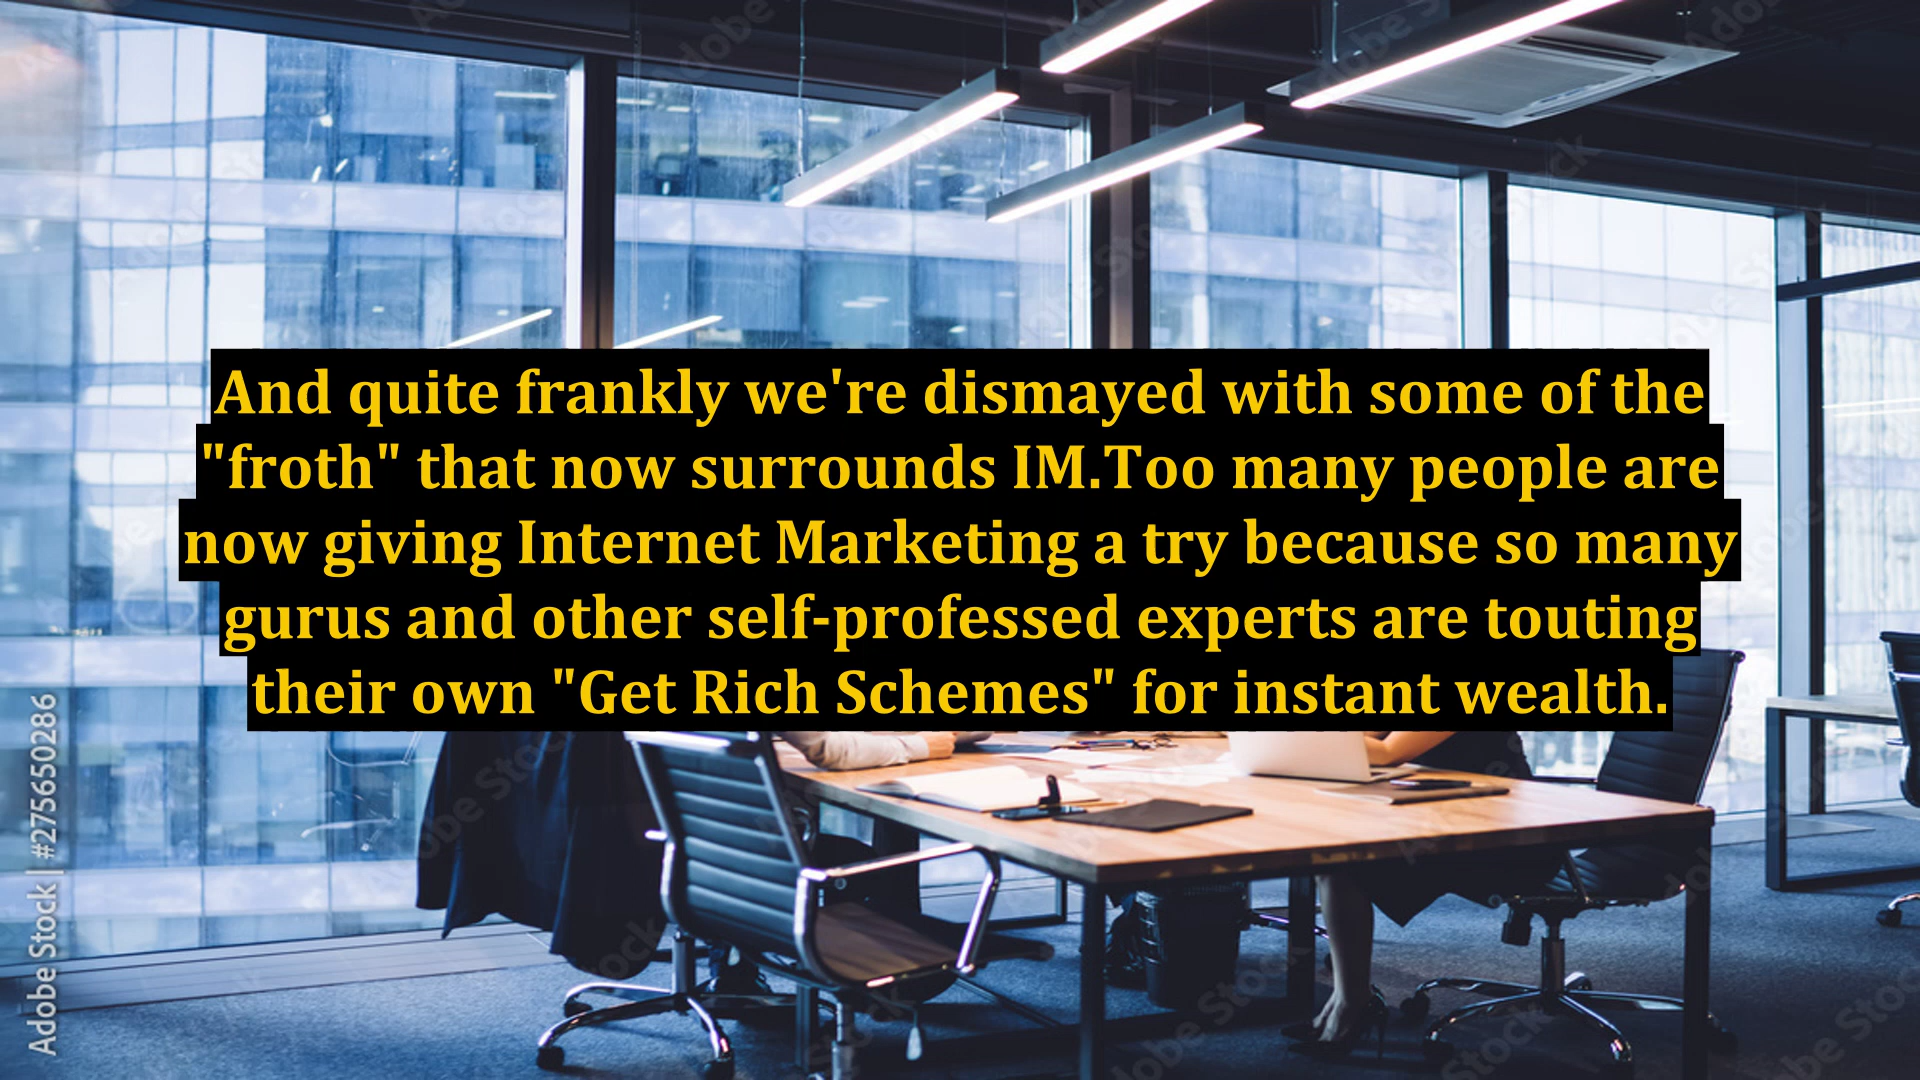 And quite frankly we're dismayed with some of the
"froth" that now surrounds IM.Too many people are
now giving Internet Marketing a try because so many
gurus and other self-professed experts are touting
their own "Get Rich Schemes" for instant wealth.
Adobe Stock | #275650286